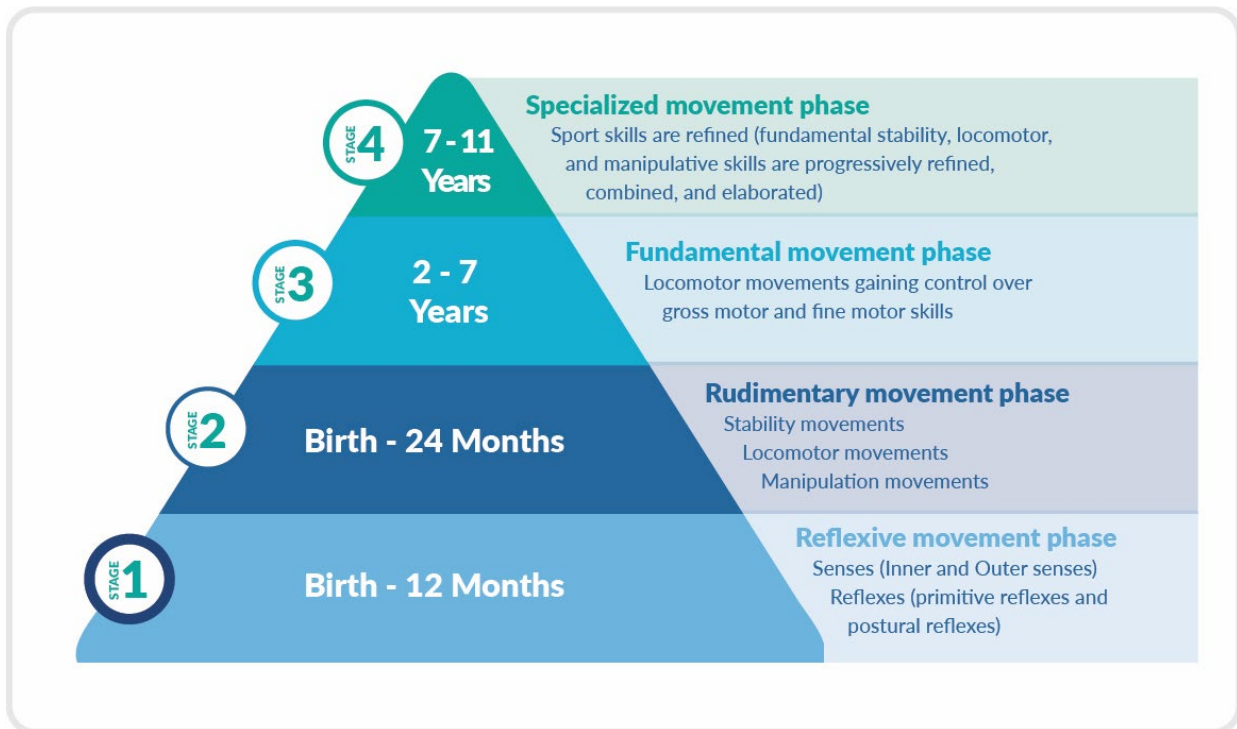 STAGE 4
7 - 11
Years
Specialized movement phase
Sport skills are refined (fundamental stability, locomotor,
and manipulative skills are progressively refined,
combined, and elaborated)
STAGE 3
2 - 7
Years
Fundamental movement phase
Locomotor movements gaining control over
gross motor and fine motor skills
STAGE 2
Birth - 24 Months
Rudimentary movement phase
Stability movements
Locomotor movements
Manipulation movements
STAGE 1
Birth - 12 Months
Reflexive movement phase
Senses (Inner and Outer senses)
Reflexes (primitive reflexes and
postural reflexes)